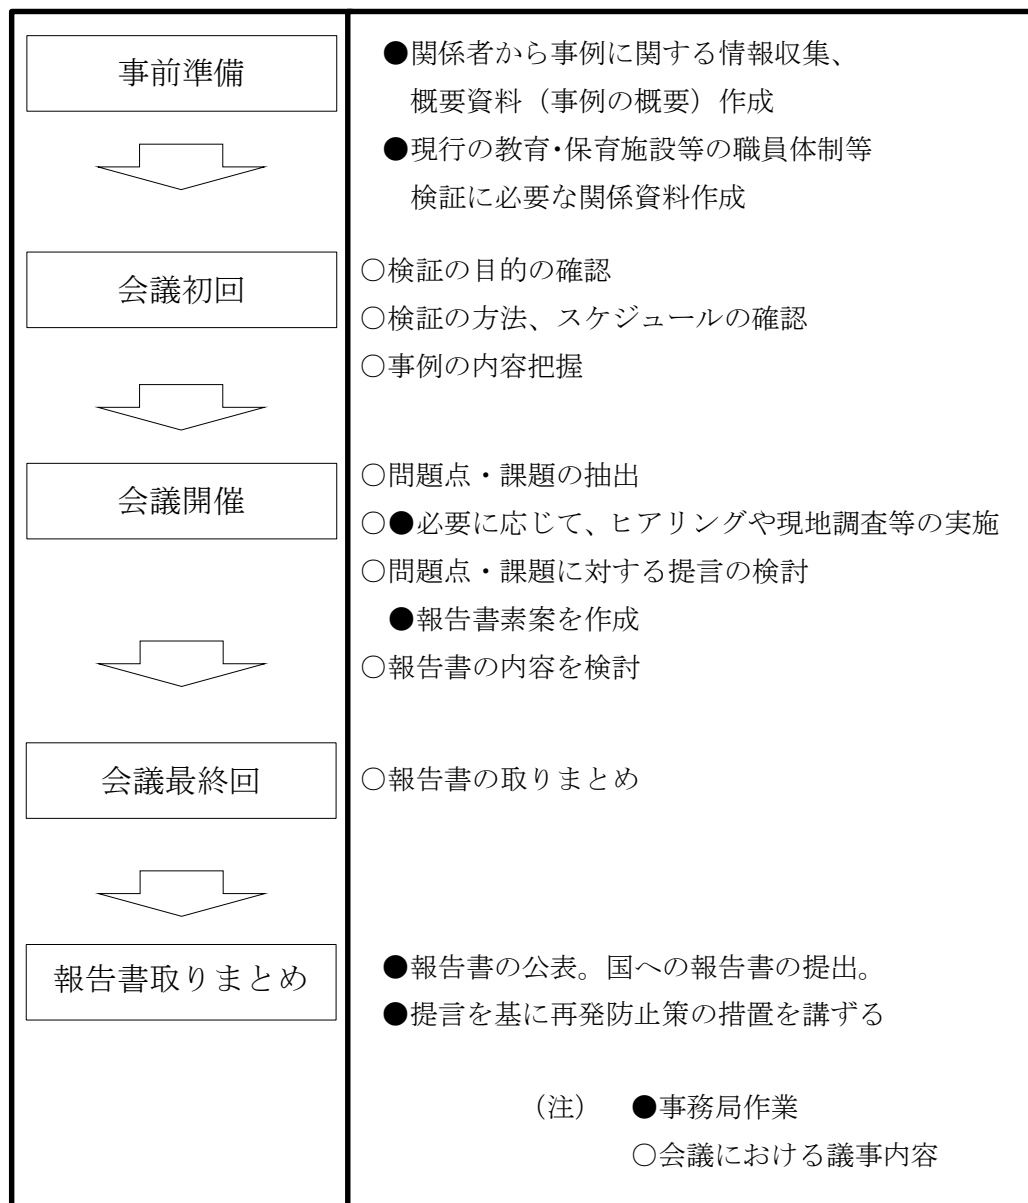 事前準備
●関係者から事例に関する情報収集、
概要資料（事例の概要）作成
●現行の教育・保育施設等の職員体制等
検証に必要な関係資料作成
会議初回
○検証の目的の確認
○検証の方法、スケジュールの確認
○事例の内容把握
会議開催
○問題点・課題の抽出
○●必要に応じて、ヒアリングや現地調査等の実施
○問題点・課題に対する提言の検討
●報告書素案を作成
○報告書の内容を検討
会議最終回
○報告書の取りまとめ
報告書取りまとめ
●報告書の公表。国への報告書の提出。
●提言を基に再発防止策の措置を講ずる
（注） ●事務局作業
○会議における議事内容